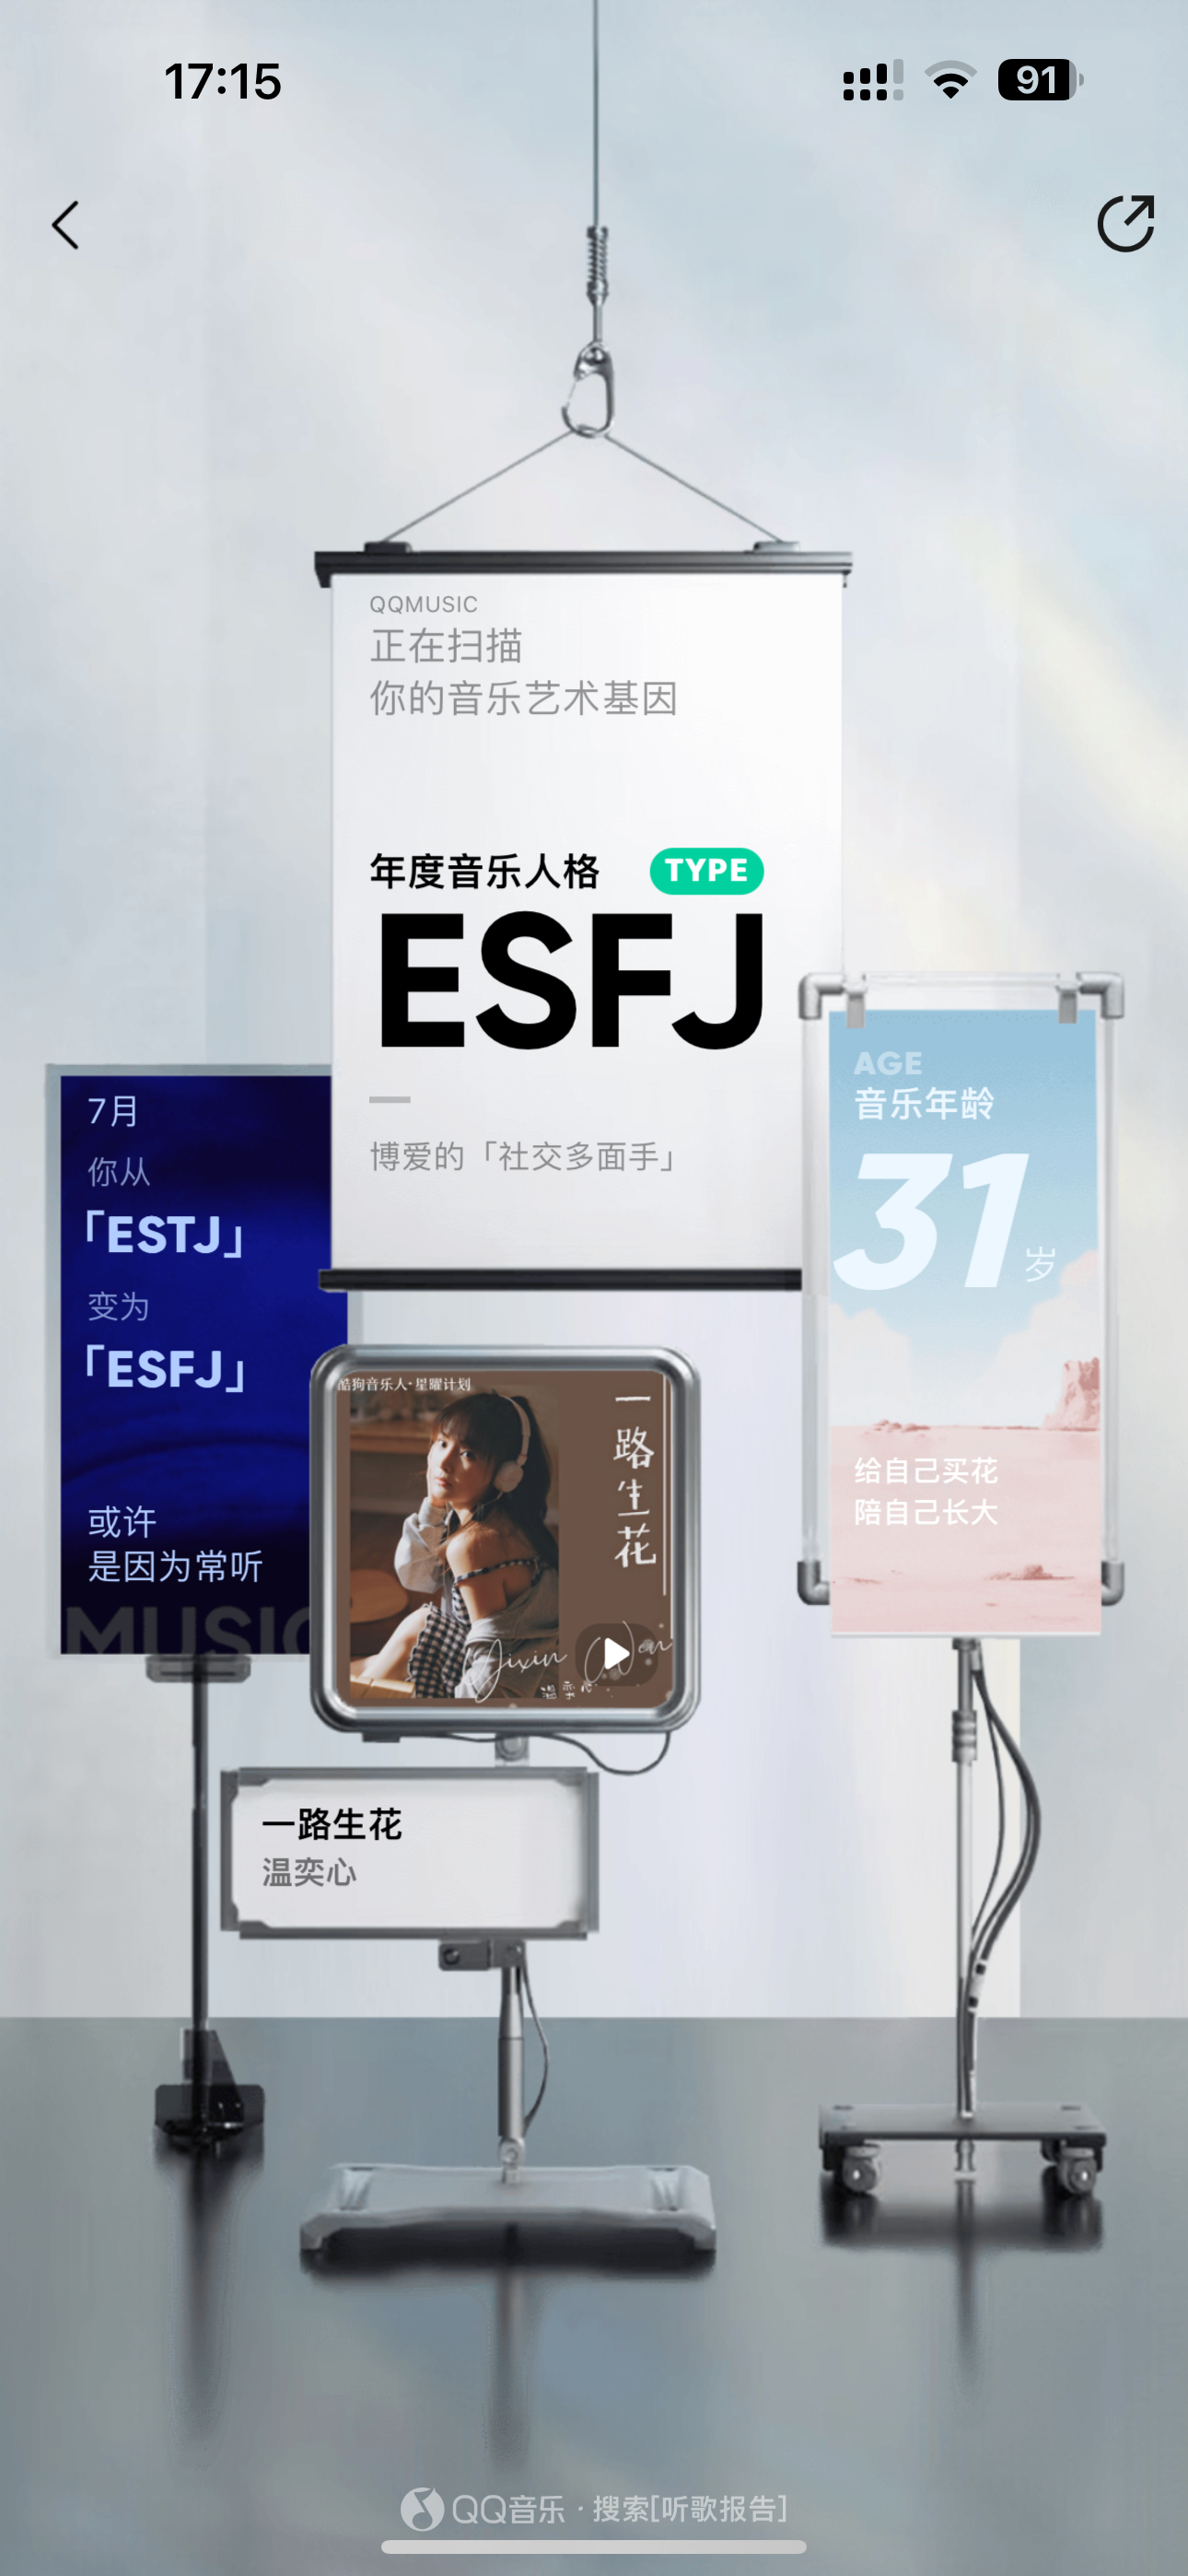 17:15
91
QQMUSIC
正在扫描
你的音乐艺术基因
年度音乐人格
TYPE
ESFJ
博爱的「社交多面手」
7月
你从
「ESTJ」
变为
「ESFJ」
或许
是因为常听
MUSIC
AGE
音乐年龄
31岁
给自己买花
陪自己长大
酷狗音乐人·星曜计划
一路生花
Yixin Wen
温奕心
一路生花
温奕心
QQ音乐 · 搜索[听歌报告]